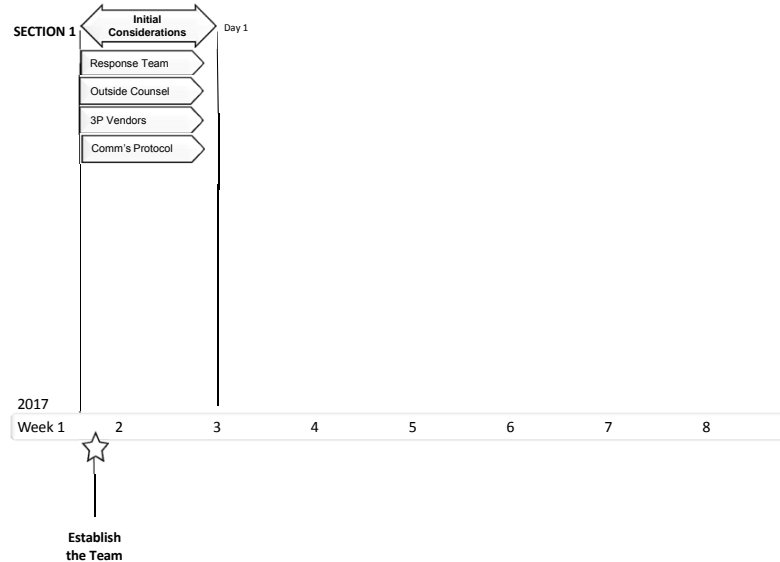 Initial
SECTION 1 Considerations Day 1
Response Team
Outside Counsel
3P Vendors
Comm's Protocol
2017
Week 1 2 3 4 5 6 7 8
Establish
the Team